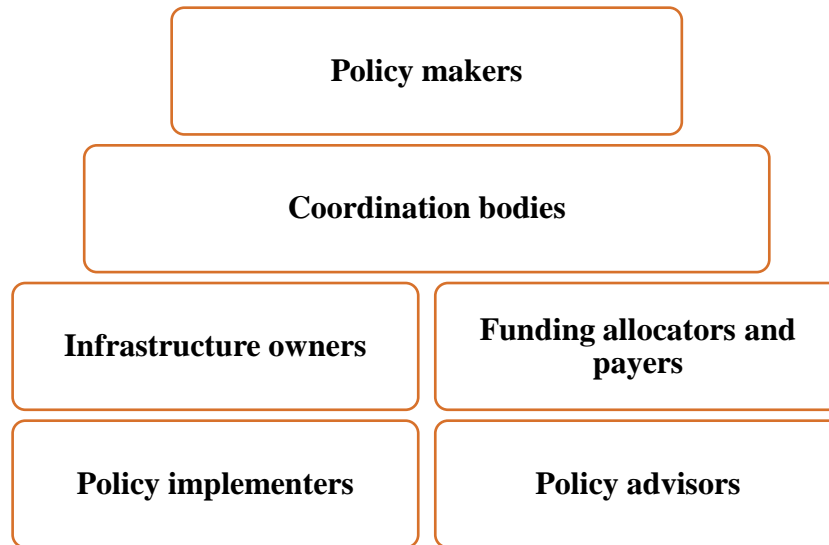 Policy makers
Coordination bodies
Infrastructure owners
Funding allocators and
payers
Policy implementers
Policy advisors